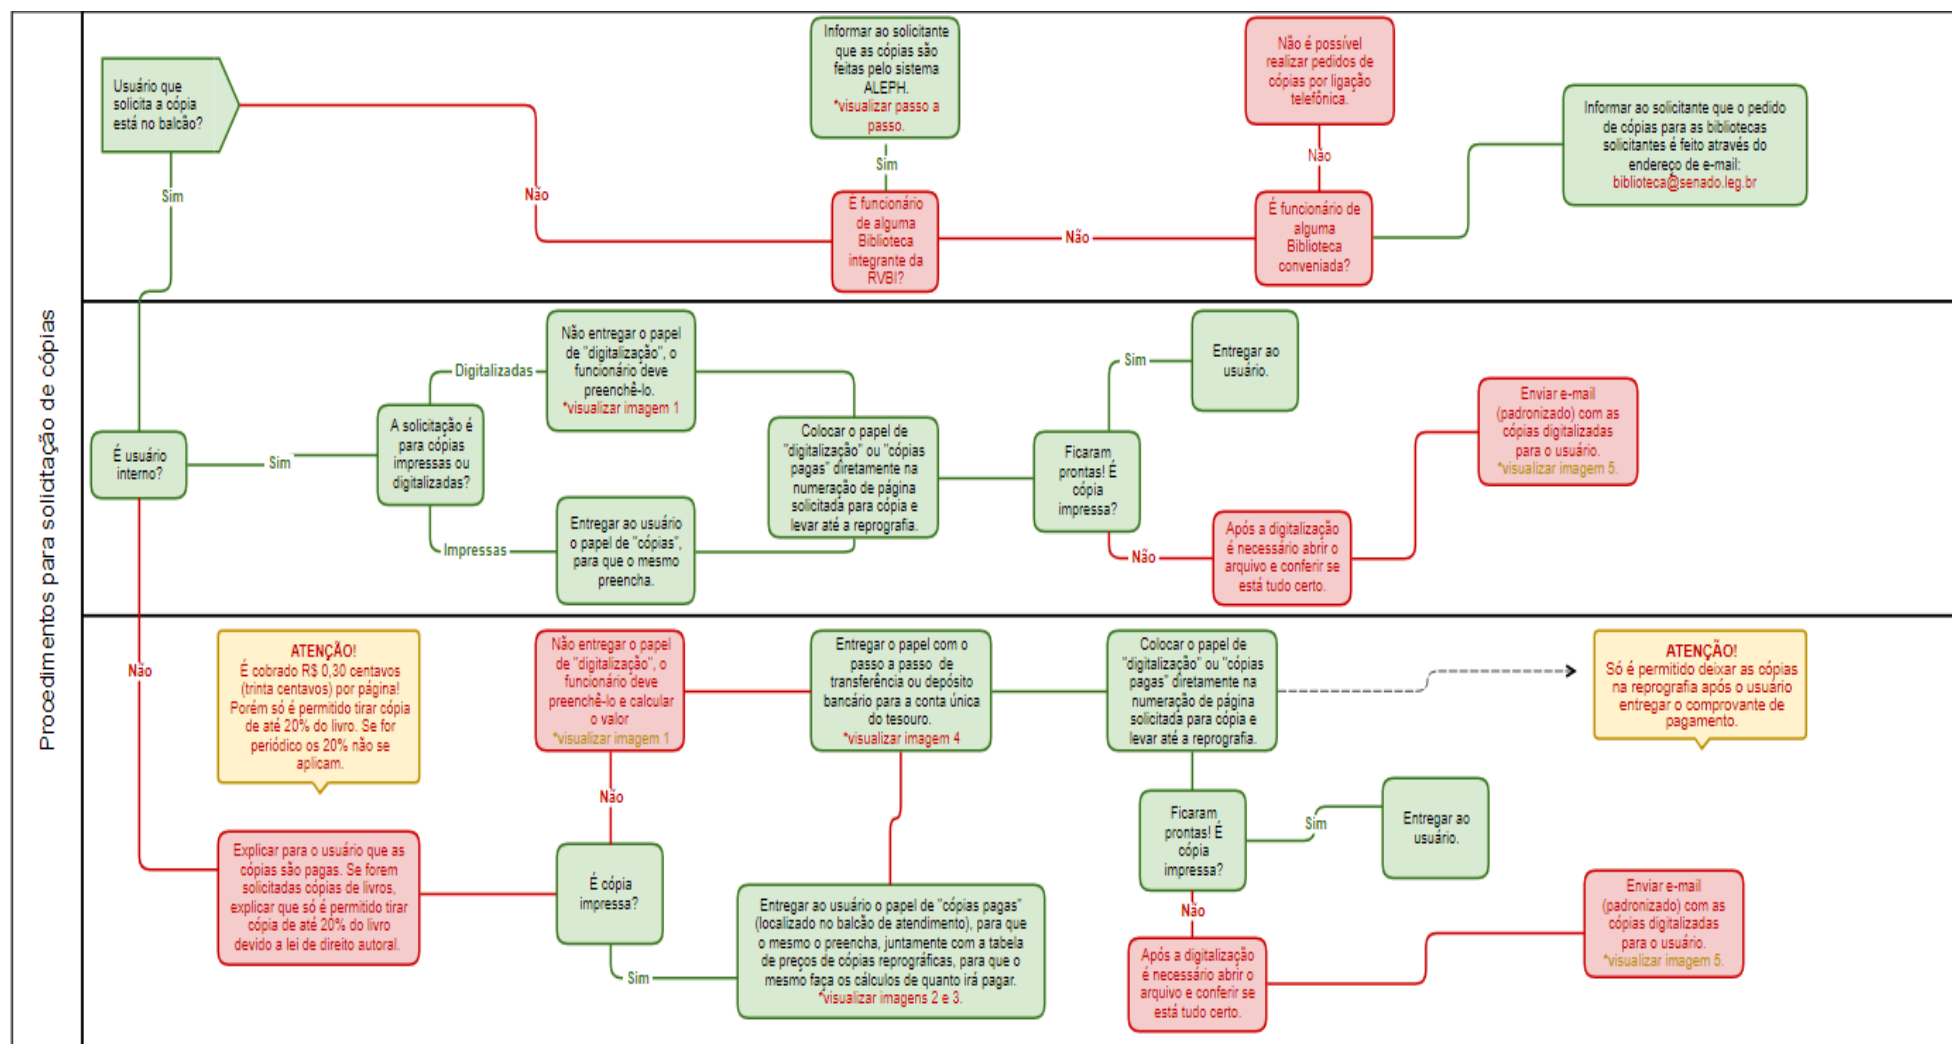 Procedimentos para solicitação de cópias
Usuário que
solicita a cópia
está no balcão?
Sim
Não
Informar ao solicitante
que as cópias são
feitas pelo sistema
ALEPH.
*visualizar passo a
passo.
Sim
É funcionário
de alguma
Biblioteca
integrante da
RVBI?
Não
Não é possível
realizar pedidos de
cópias por ligação
telefônica.
Não
É funcionário de
alguma
Biblioteca
conveniada?
Informar ao solicitante que o pedido
de cópias para as bibliotecas
solicitantes é feito através do
endereço de e-mail:
biblioteca@senado.leg.br
É usuário
interno?
Sim
A solicitação é
para cópias
impressas ou
digitalizadas?
Digitalizadas
Não entregar o papel
de "digitalização", o
funcionário deve
preenchê-lo.
*visualizar imagem 1
Impressas
Entregar ao usuário
o papel de "cópias",
para que o mesmo
preencha.
Colocar o papel de
"digitalização" ou "cópias
pagas" diretamente na
numeração de página
solicitada para cópia e
levar até a reprografia.
Ficaram
prontas! É
cópia
impressa?
Sim
Entregar ao
usuário.
Não
Após a digitalização
é necessário abrir o
arquivo e conferir se
está tudo certo.
Enviar e-mail
(padronizado) com as
cópias digitalizadas
para o usuário.
*visualizar imagem 5.
Não
ATENÇÃO!
É cobrado R$ 0,30 centavos
(trinta centavos) por página!
Porém só é permitido tirar cópia
de até 20% do livro. Se for
periódico os 20% não se
aplicam.
Explicar para o usuário que as
cópias são pagas. Se forem
solicitadas cópias de livros,
explicar que só é permitido tirar
cópia de até 20% do livro
devido a lei de direito autoral.
É cópia
impressa?
Não
Não entregar o papel
de "digitalização", o
funcionário deve
preenchê-lo e calcular
o valor
*visualizar imagem 1
Sim
Entregar ao usuário o papel de "cópias pagas"
(localizado no balcão de atendimento), para que
o mesmo o preencha, juntamente com a tabela
de preços de cópias reprográficas, para que o
mesmo faça os cálculos de quanto irá pagar.
*visualizar imagens 2 e 3.
Entregar o papel com o
passo a passo de
transferência ou depósito
bancário para a conta única
do tesouro.
*visualizar imagem 4
Colocar o papel de
"digitalização" ou "cópias
pagas" diretamente na
numeração de página
solicitada para cópia e
levar até a reprografia.
ATENÇÃO!
Só é permitido deixar as cópias
na reprografia após o usuário
entregar o comprovante de
pagamento.
Ficaram
prontas! É
cópia
impressa?
Sim
Entregar ao
usuário.
Não
Após a digitalização
é necessário abrir o
arquivo e conferir se
está tudo certo.
Enviar e-mail
(padronizado) com as
cópias digitalizadas
para o usuário.
*visualizar imagem 5.